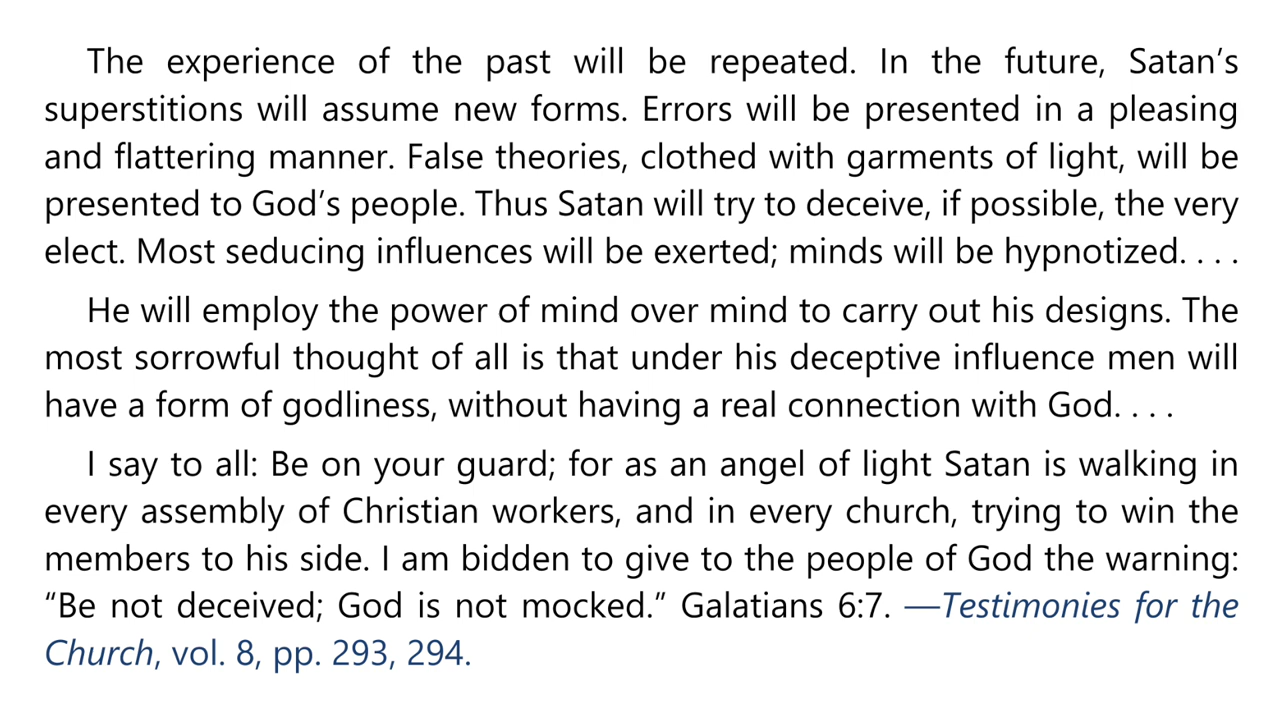 The experience of the past will be repeated. In the future, Satan’s
superstitions will assume new forms. Errors will be presented in a pleasing
and flattering manner. False theories, clothed with garments of light, will be
presented to God’s people. Thus Satan will try to deceive, if possible, the very
elect. Most seducing influences will be exerted; minds will be hypnotized. . . .
He will employ the power of mind over mind to carry out his designs. The
most sorrowful thought of all is that under his deceptive influence men will
have a form of godliness, without having a real connection with God. . . .
I say to all: Be on your guard; for as an angel of light Satan is walking in
every assembly of Christian workers, and in every church, trying to win the
members to his side. I am bidden to give to the people of God the warning:
“Be not deceived; God is not mocked.” Galatians 6:7. —Testimonies for the
Church, vol. 8, pp. 293, 294.